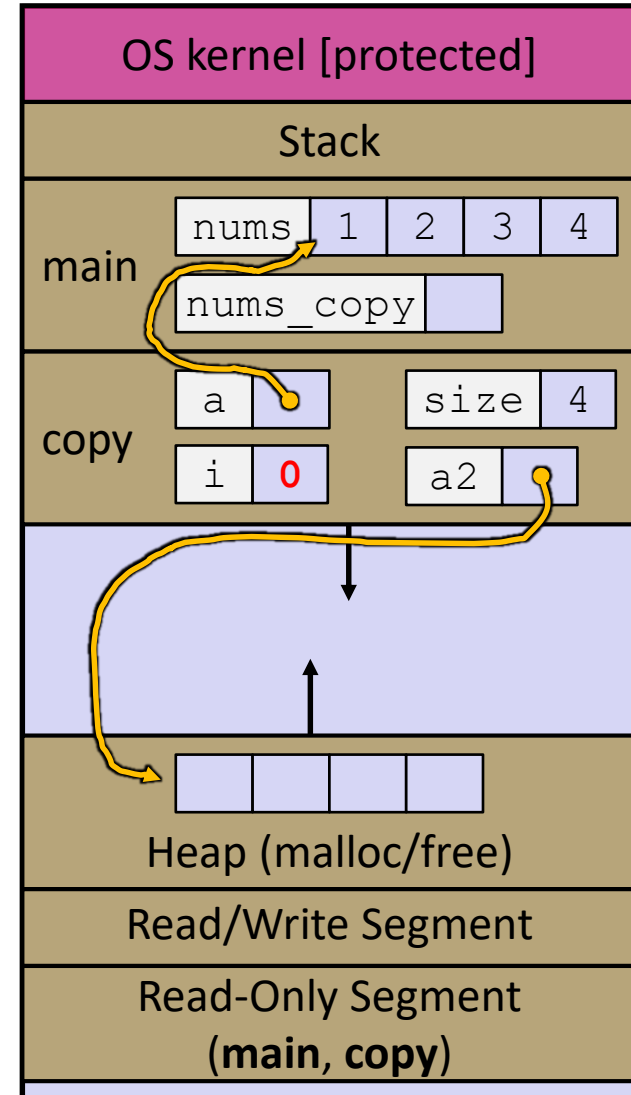 OS kernel [protected]
Stack
main
nums 1 2 3 4
nums_copy
copy
a size 4
i 0 a2
Heap (malloc/free)
Read/Write Segment
Read-Only Segment
(main, copy)